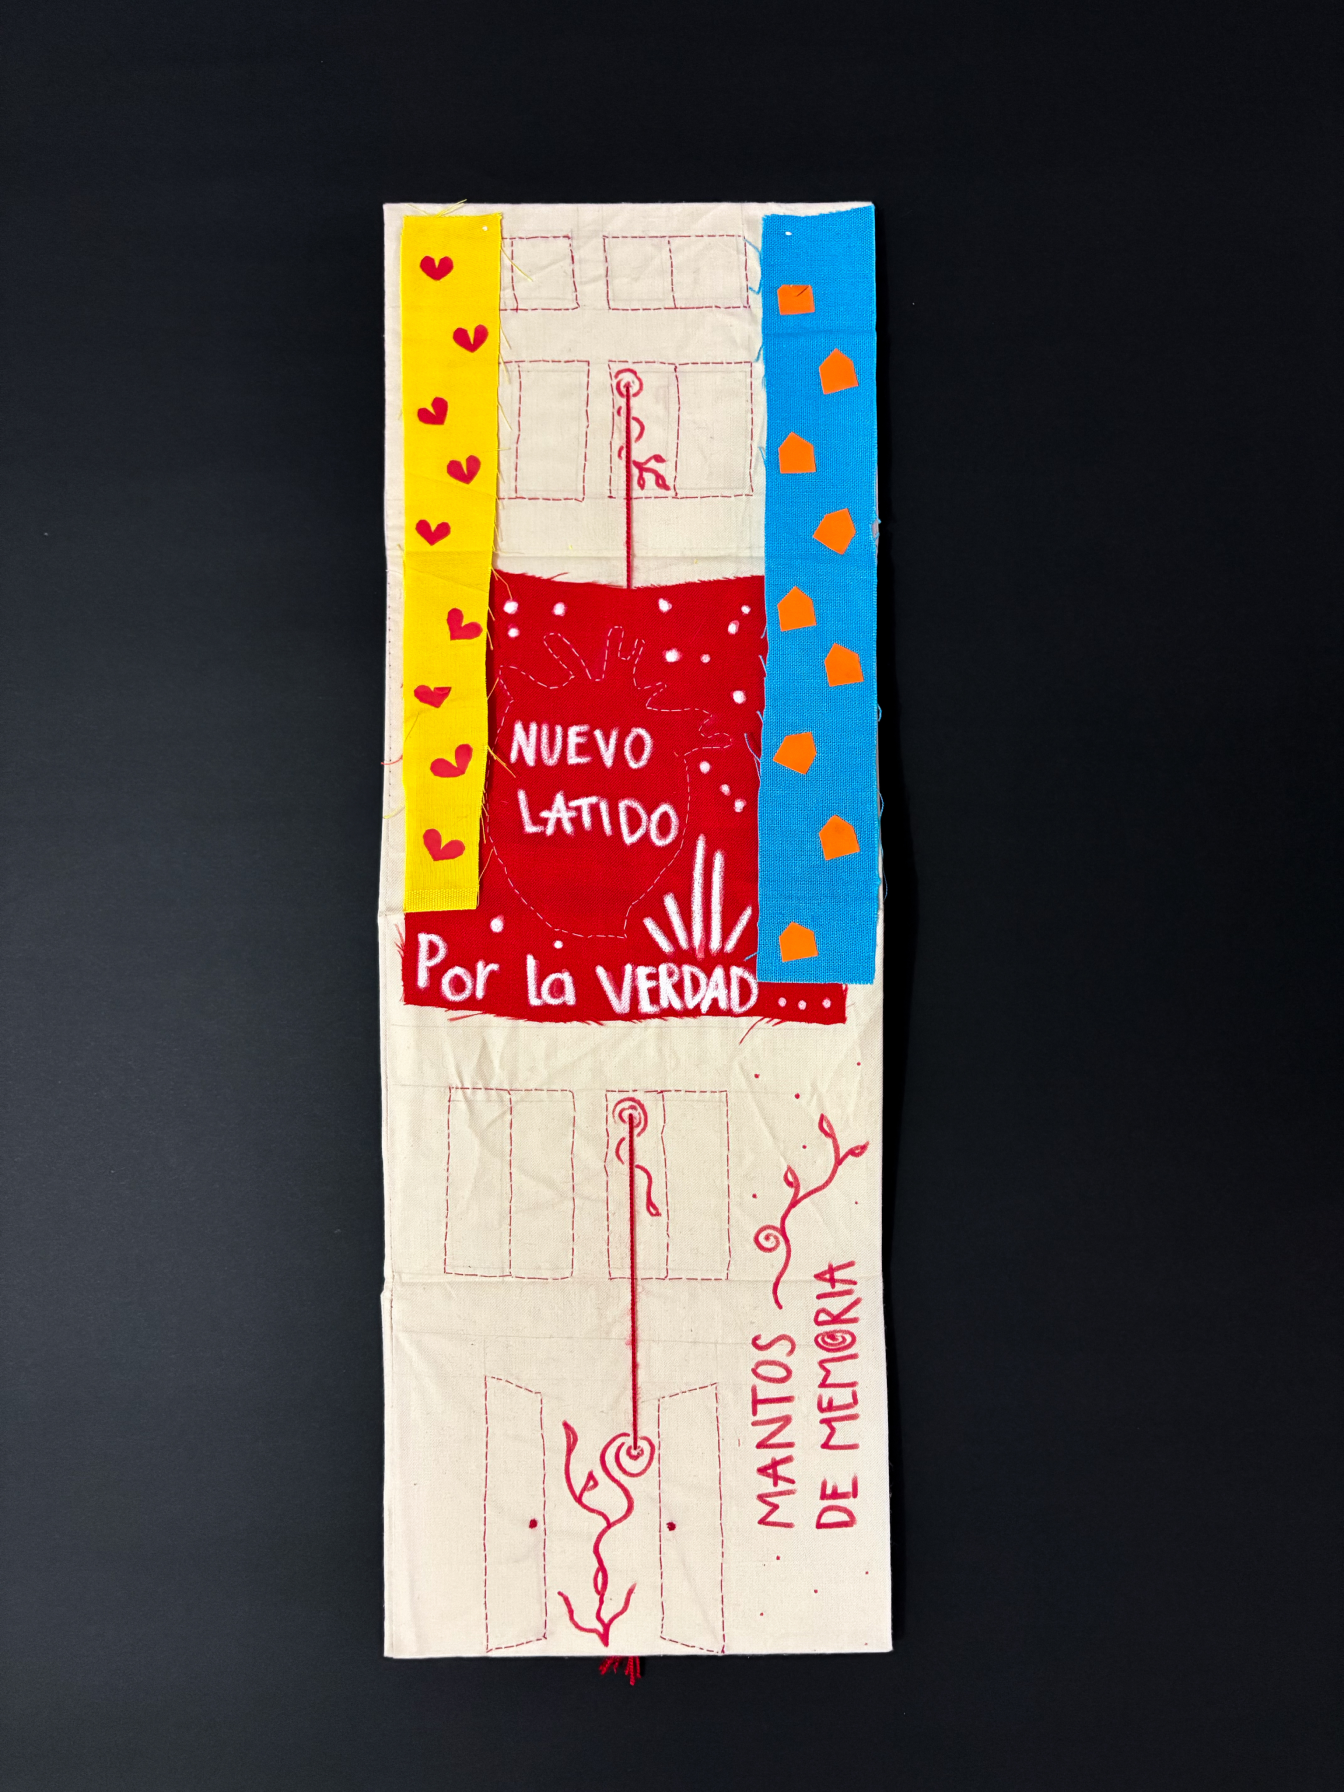 NUEVO
LATIDO
Por la VERDAD...
MANTOS
DE MEMORIA